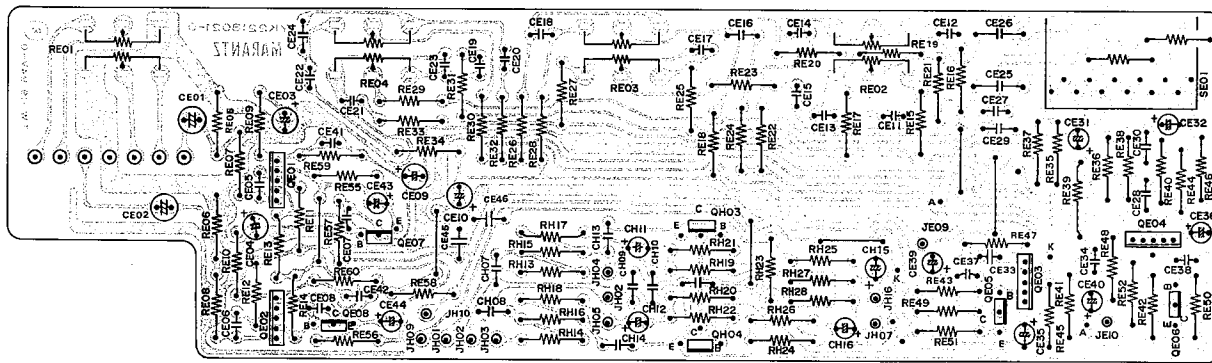 CE24
CE18
CE16
CE14
CE12
CE26
RE01
YK02218021-0
MARANTZ
CE22
RE04
CE23
RE31
CE19
CE20
CE17
RE20
RE19
RE21
RE16
CE21
RE29
RE27
RE03
RE25
RE23
CE15
RE02
CE25
SE01
CE01
RE05
RE09
CE03
RE33
RE30
RE32
RE26
RE28
RE18
RE24
RE22
CE13
RE17
CE11
RE15
CE27
CE29
CE31
CE32
CE41
RE34
RE37
RE35
RE36
RE38
CE30
RE07
RE59
CE05
QE01
RE55
CE43
CE09
RE39
RE40
RE44
RE46
CE02
RE06
RE11
CE10
CE46
A
CE28
CE36
CE04
RE13
RE57
CE07
C
E
B
QE07
CE45
RH17
CH13
CH11
C
QH03
E
B
JE09
RE47
QE04
RE10
RH15
RH21
RH25
CH15
K
RE48
RH13
CH07
JH04
CH09
CH10
RH19
RH23
CE39
CE37
CE33
QE03
CE34
CE38
RE08
RE12
RE60
RE58
RH27
K
RE43
QE05
B
RE41
CE40
RE52
RE42
RE50
CE06
QE02
RE14
CE08
CE42
CE44
CH08
RH18
JH02
CH12
RH20
RH28
JH16
RE49
B
C
E
QE08
JH10
RH16
JH05
RH22
RH26
C
E
A
B
C
E
RE56
JH09
JH01
JH02
JH03
RH14
CH14
E
C
B
QH04
RH24
CH16
JH07
RE51
CE35
RE45
JE10
QE06